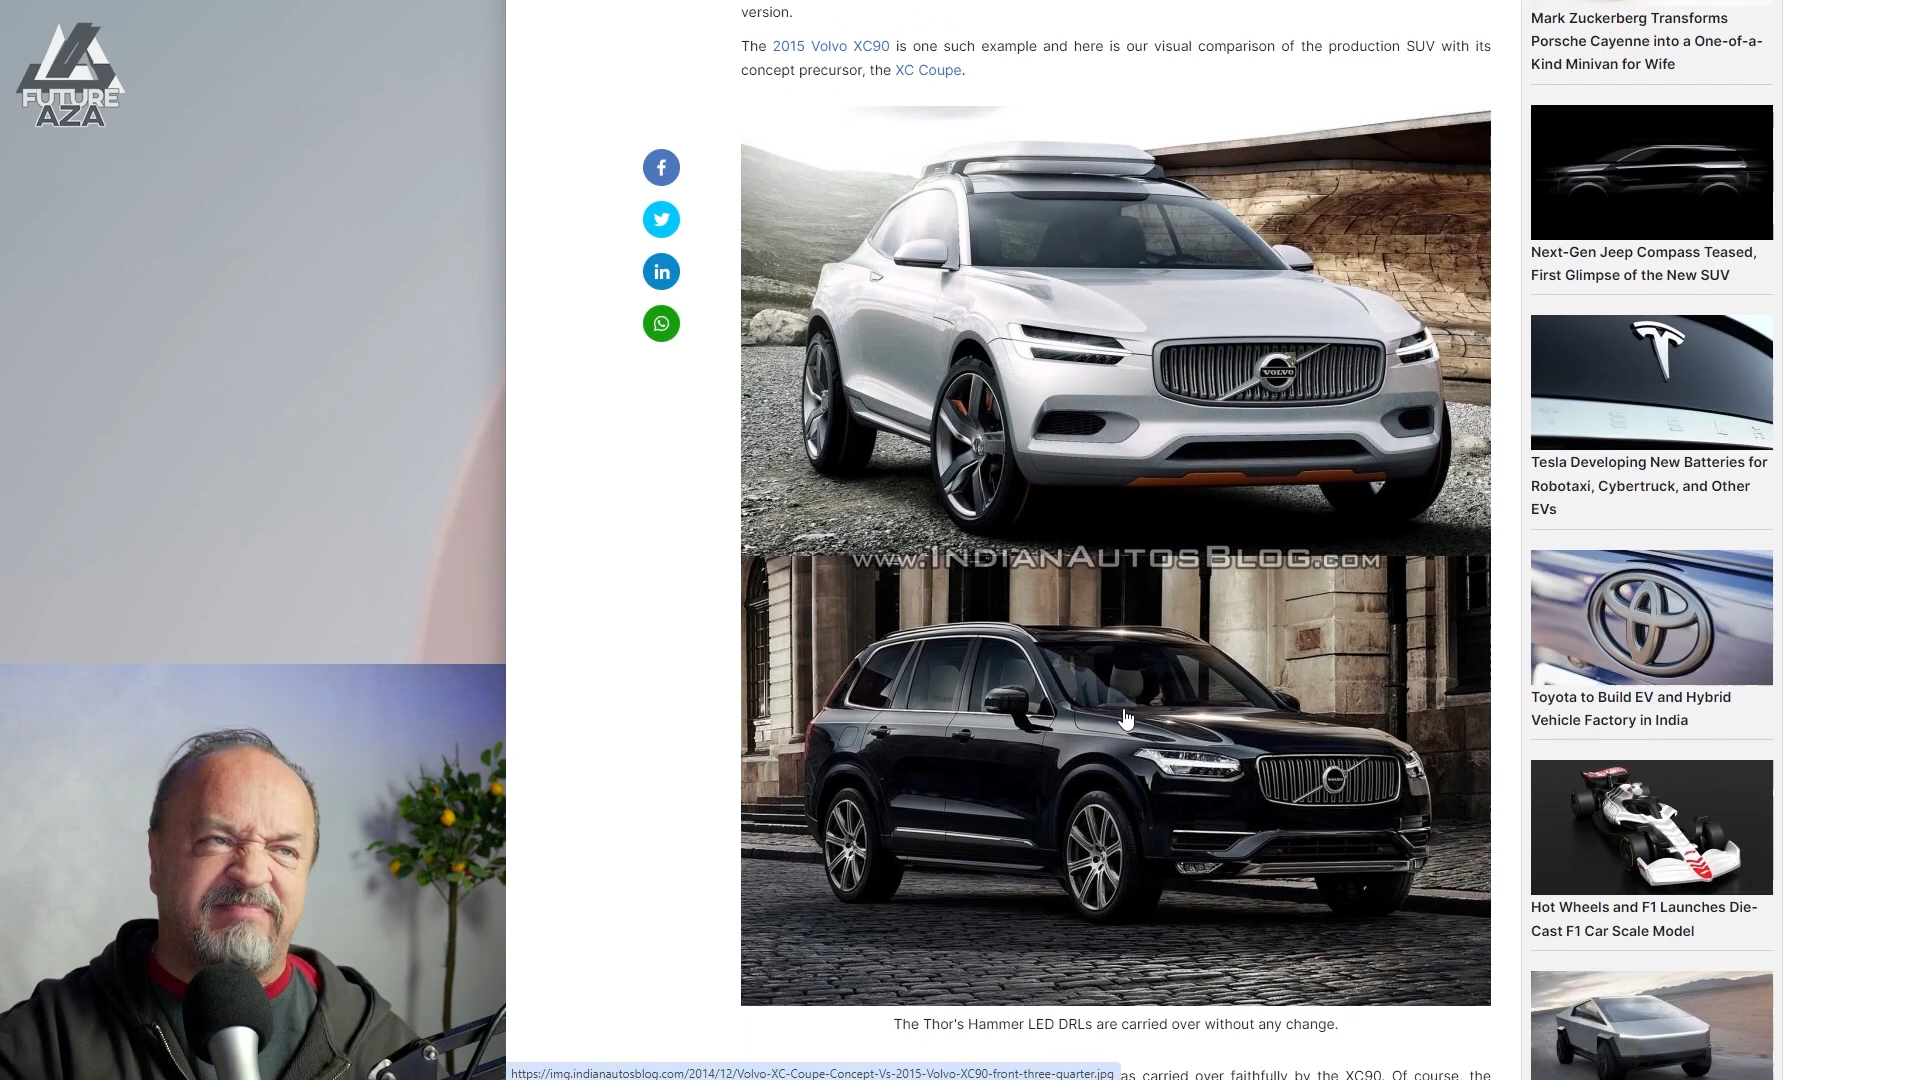 FUTURE
AZA
version.
The 2015 Volvo XC90 is one such example and here is our visual comparison of the production SUV with its
concept precursor, the XC Coupe.
VOLVO
www.IndianAutosBlog.com
The Thor's Hammer LED DRLs are carried over without any change.
as carried over faithfully by the XC90. Of course, the
https://img.indianautosblog.com/2014/12/Volvo-XC-Coupe-Concept-Vs-2015-Volvo-XC90-front-three-quarter.jpg
Mark Zuckerberg Transforms
Porsche Cayenne into a One-of-a-
Kind Minivan for Wife
Next-Gen Jeep Compass Teased,
First Glimpse of the New SUV
Tesla Developing New Batteries for
Robotaxi, Cybertruck, and Other
EVs
Toyota to Build EV and Hybrid
Vehicle Factory in India
Hot Wheels and F1 Launches Die-
Cast F1 Car Scale Model